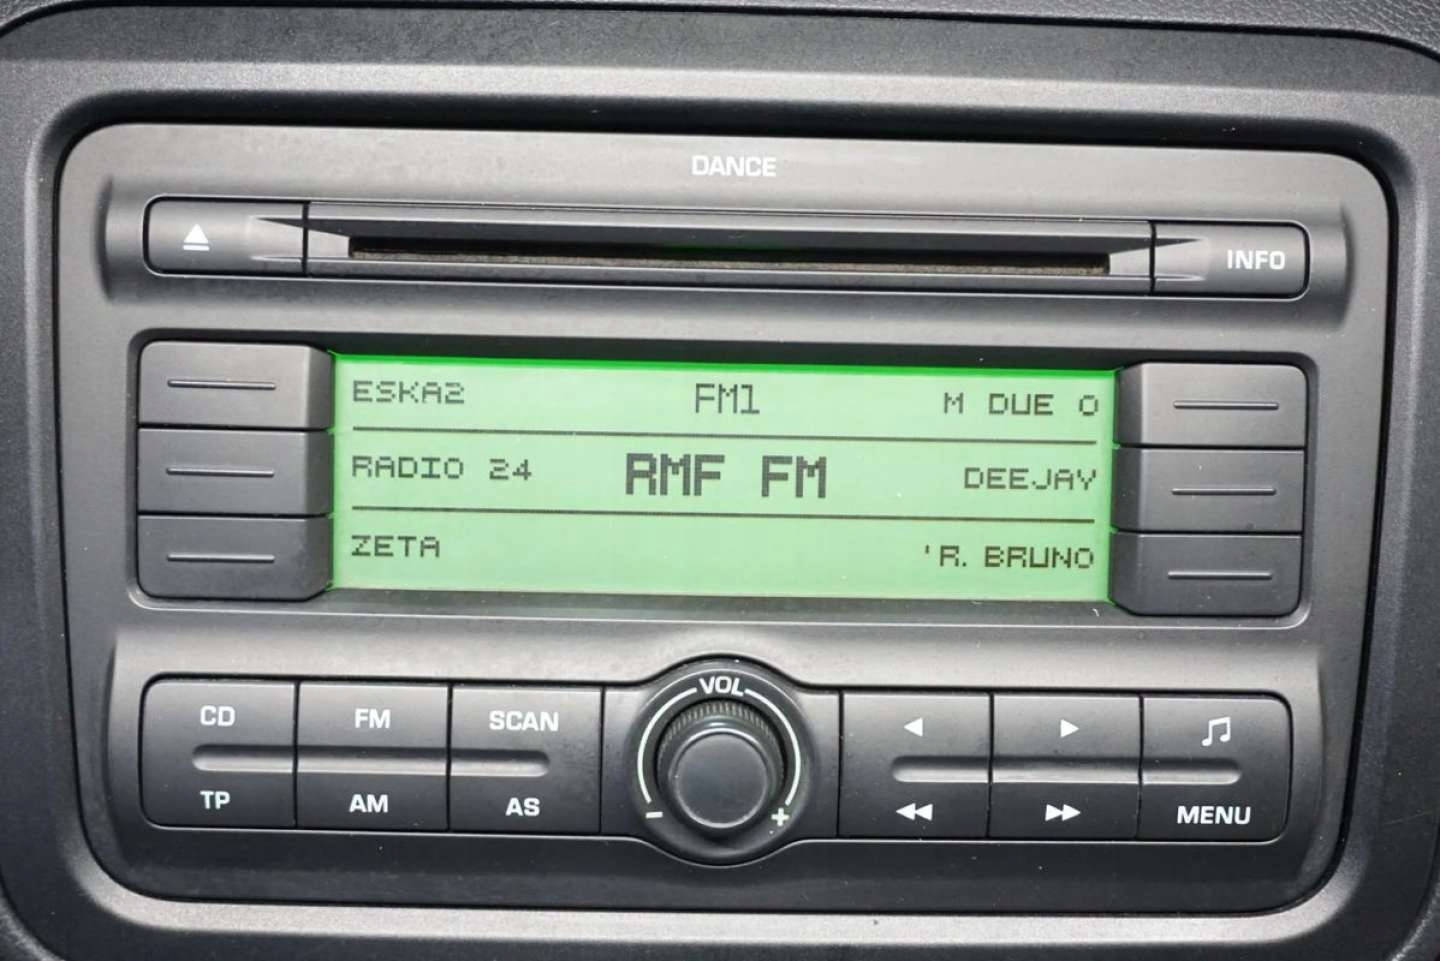 DANCE
INFO
ESKA2 FM1 M DUE O
RADIO 24 RMF FM DEEJAY
ZETA 'R. BRUNO
VOL
CD FM SCAN
TP AM AS - + MENU